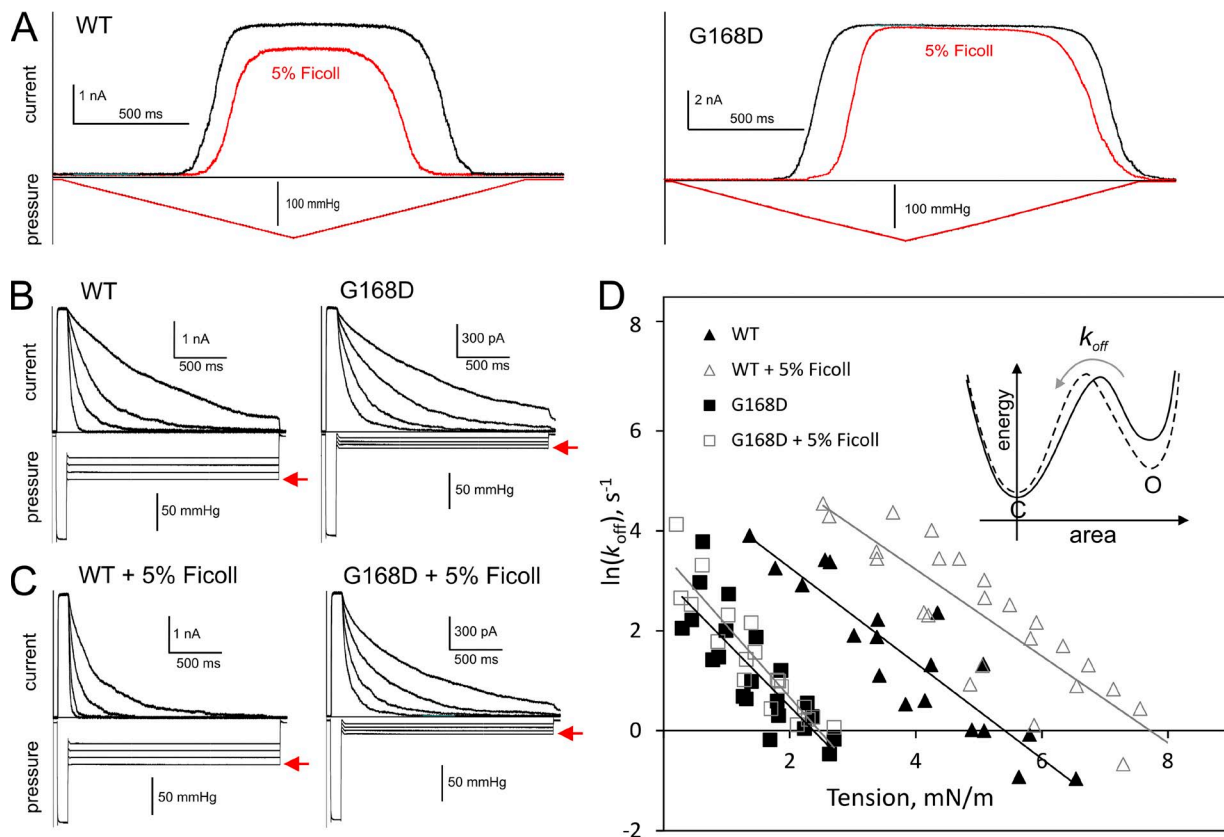 A
WT
5% Ficoll
1 nA
500 ms
current
pressure
100 mmHg
G168D
5% Ficoll
2 nA
500 ms
100 mmHg
B
WT
1 nA
500 ms
current
pressure
50 mmHg
G168D
300 pA
500 ms
50 mmHg
C
WT + 5% Ficoll
1 nA
500 ms
current
pressure
50 mmHg
G168D + 5% Ficoll
300 pA
500 ms
50 mmHg
D
WT
WT + 5% Ficoll
G168D
G168D + 5% Ficoll
koff
energy
C
O
area
ln(koff), s-1
8
6
4
2
0
-2
2
4
6
8
Tension, mN/m